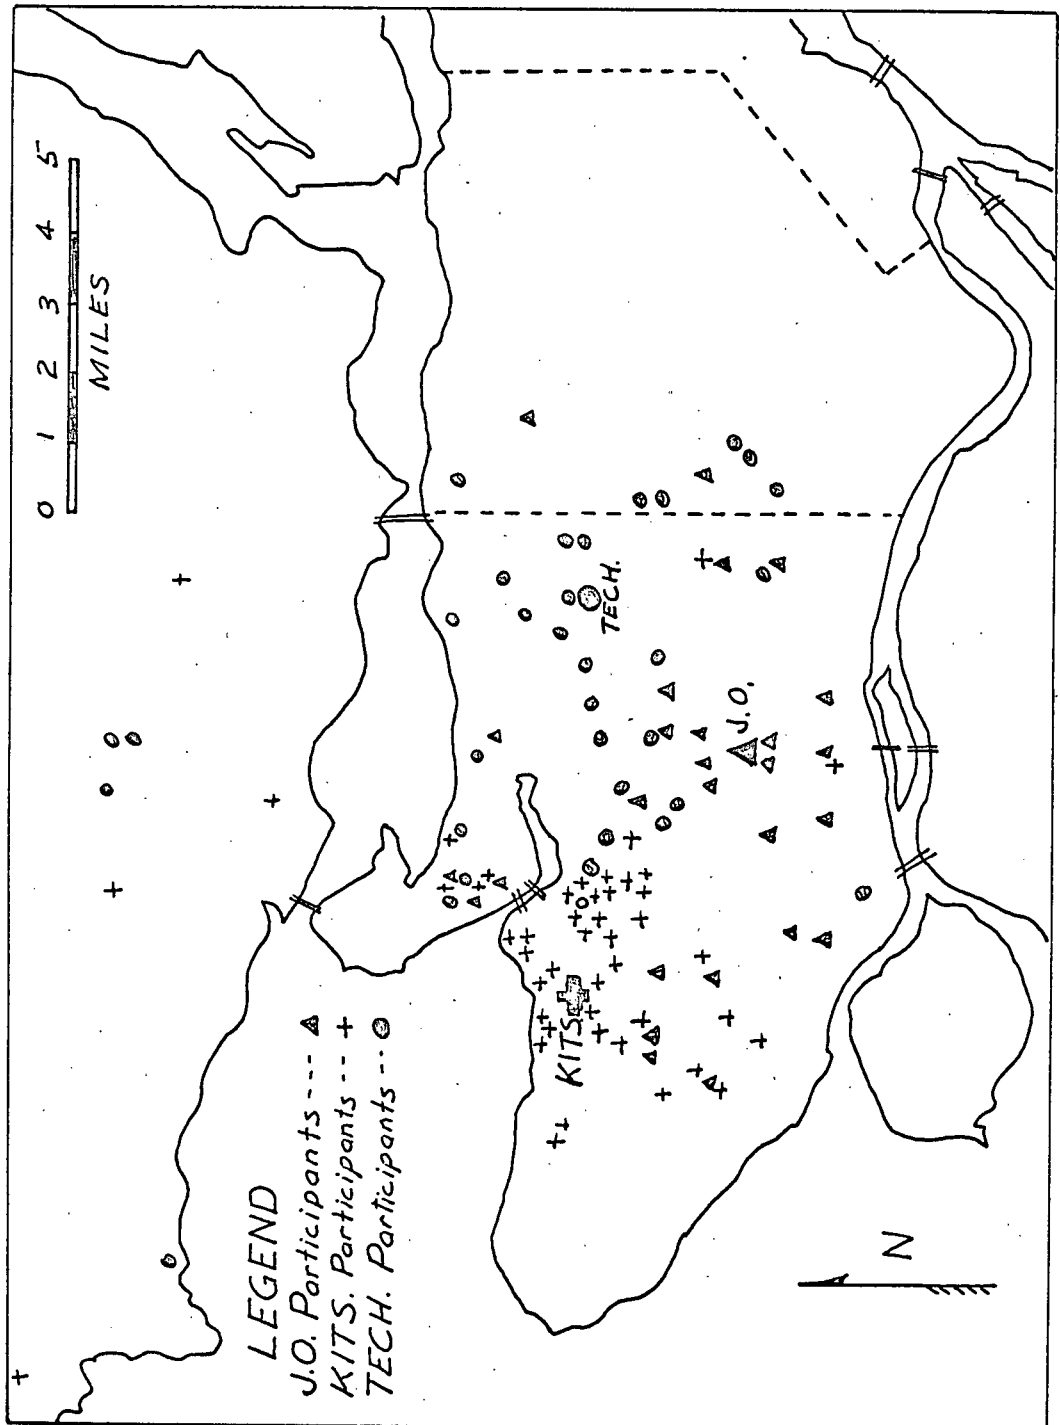 0 1 2 3 4 5
MILES
TECH.
J.O.
KITS.
LEGEND
J.O. Participants---
KITS. Participants---
TECH. Participants---
N